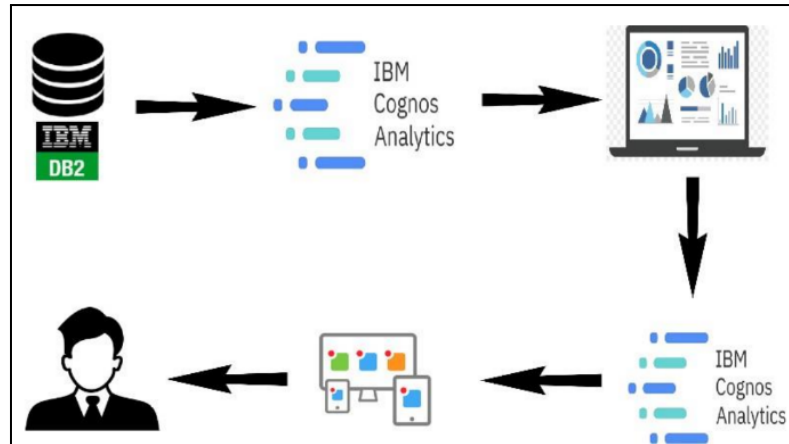 IBM
DB2
IBM
Cognos
Analytics
IBM
Cognos
Analytics